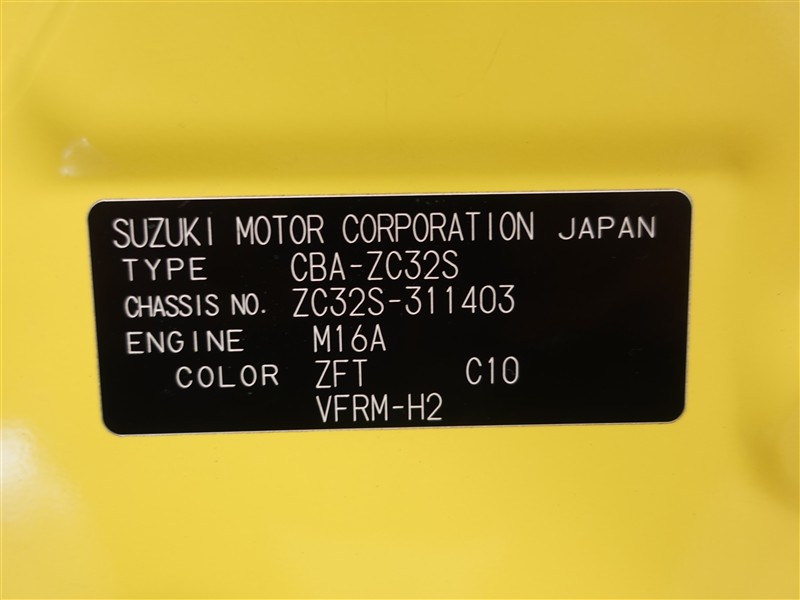 SUZUKI MOTOR CORPORATION JAPAN
TYPE CBA-ZC32S
CHASSIS NO. ZC32S-311403
ENGINE M16A
COLOR ZFT C10
VFRM-H2